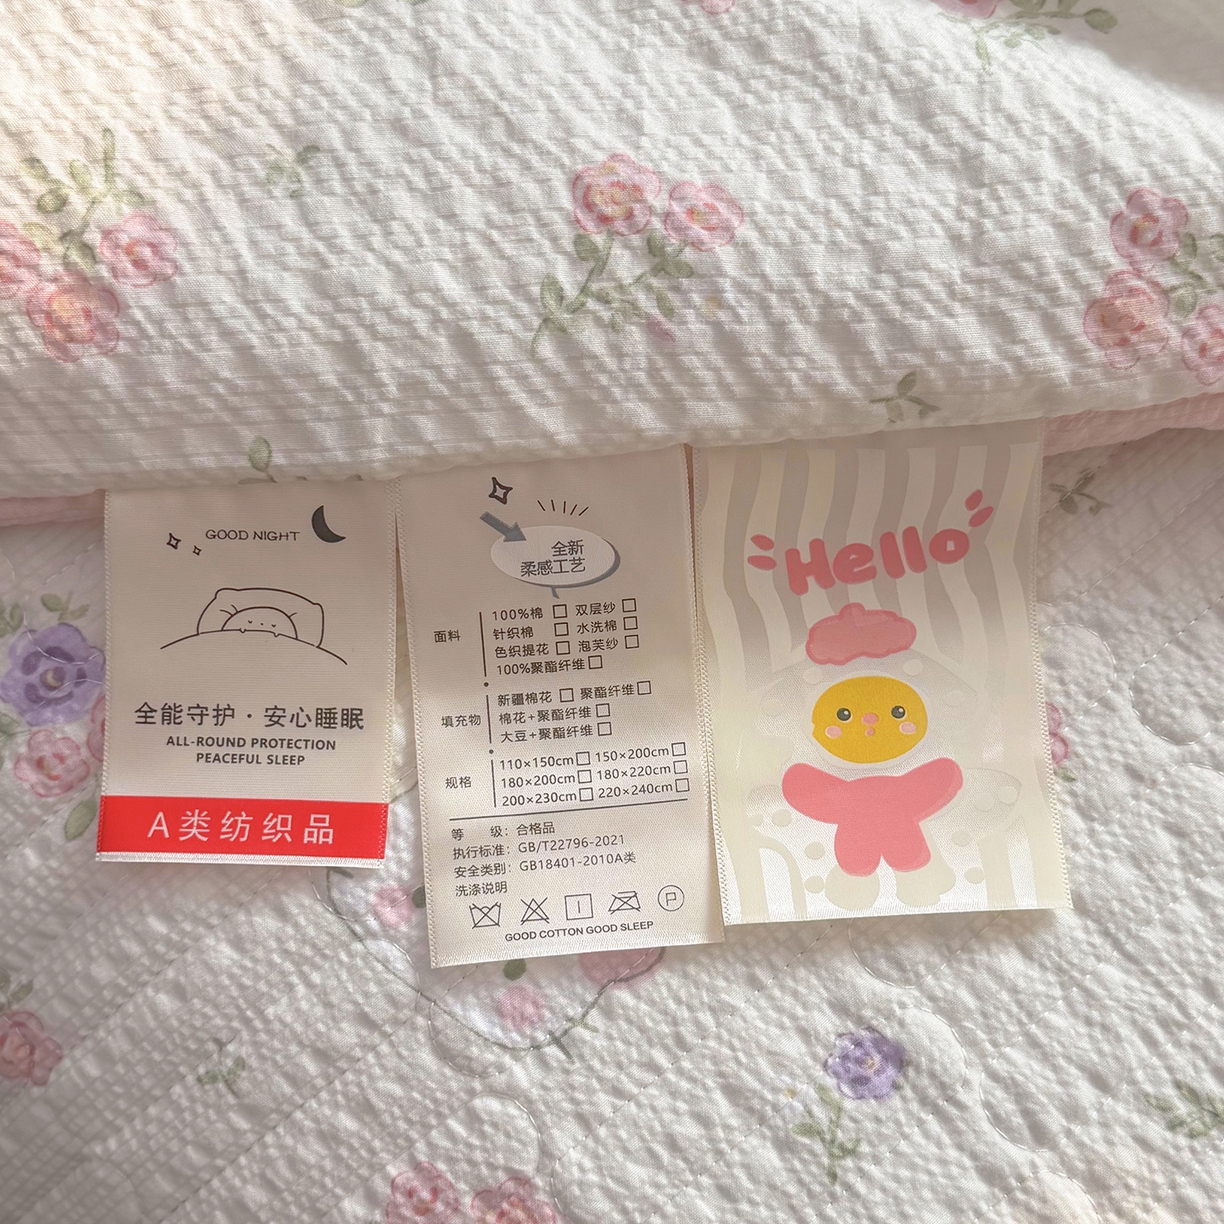 GOOD NIGHT
全能守护·安心睡眠
ALL-ROUND PROTECTION
PEACEFUL SLEEP
A类纺织品
全新
柔感工艺
面料
100%棉 □ 双层纱 □
针织棉 □ 水洗棉 □
色织提花 □ 泡芙纱 □
100%聚酯纤维 □
填充物
新疆棉花 □ 聚酯纤维 □
棉花+聚酯纤维 □
大豆+聚酯纤维 □
规格
110×150cm □ 150×200cm □
180×200cm □ 180×220cm □
200×230cm □ 220×240cm □
等 级：合格品
执行标准：GB/T22796-2021
安全类别：GB18401-2010A类
洗涤说明
P
GOOD COTTON GOOD SLEEP
Hello